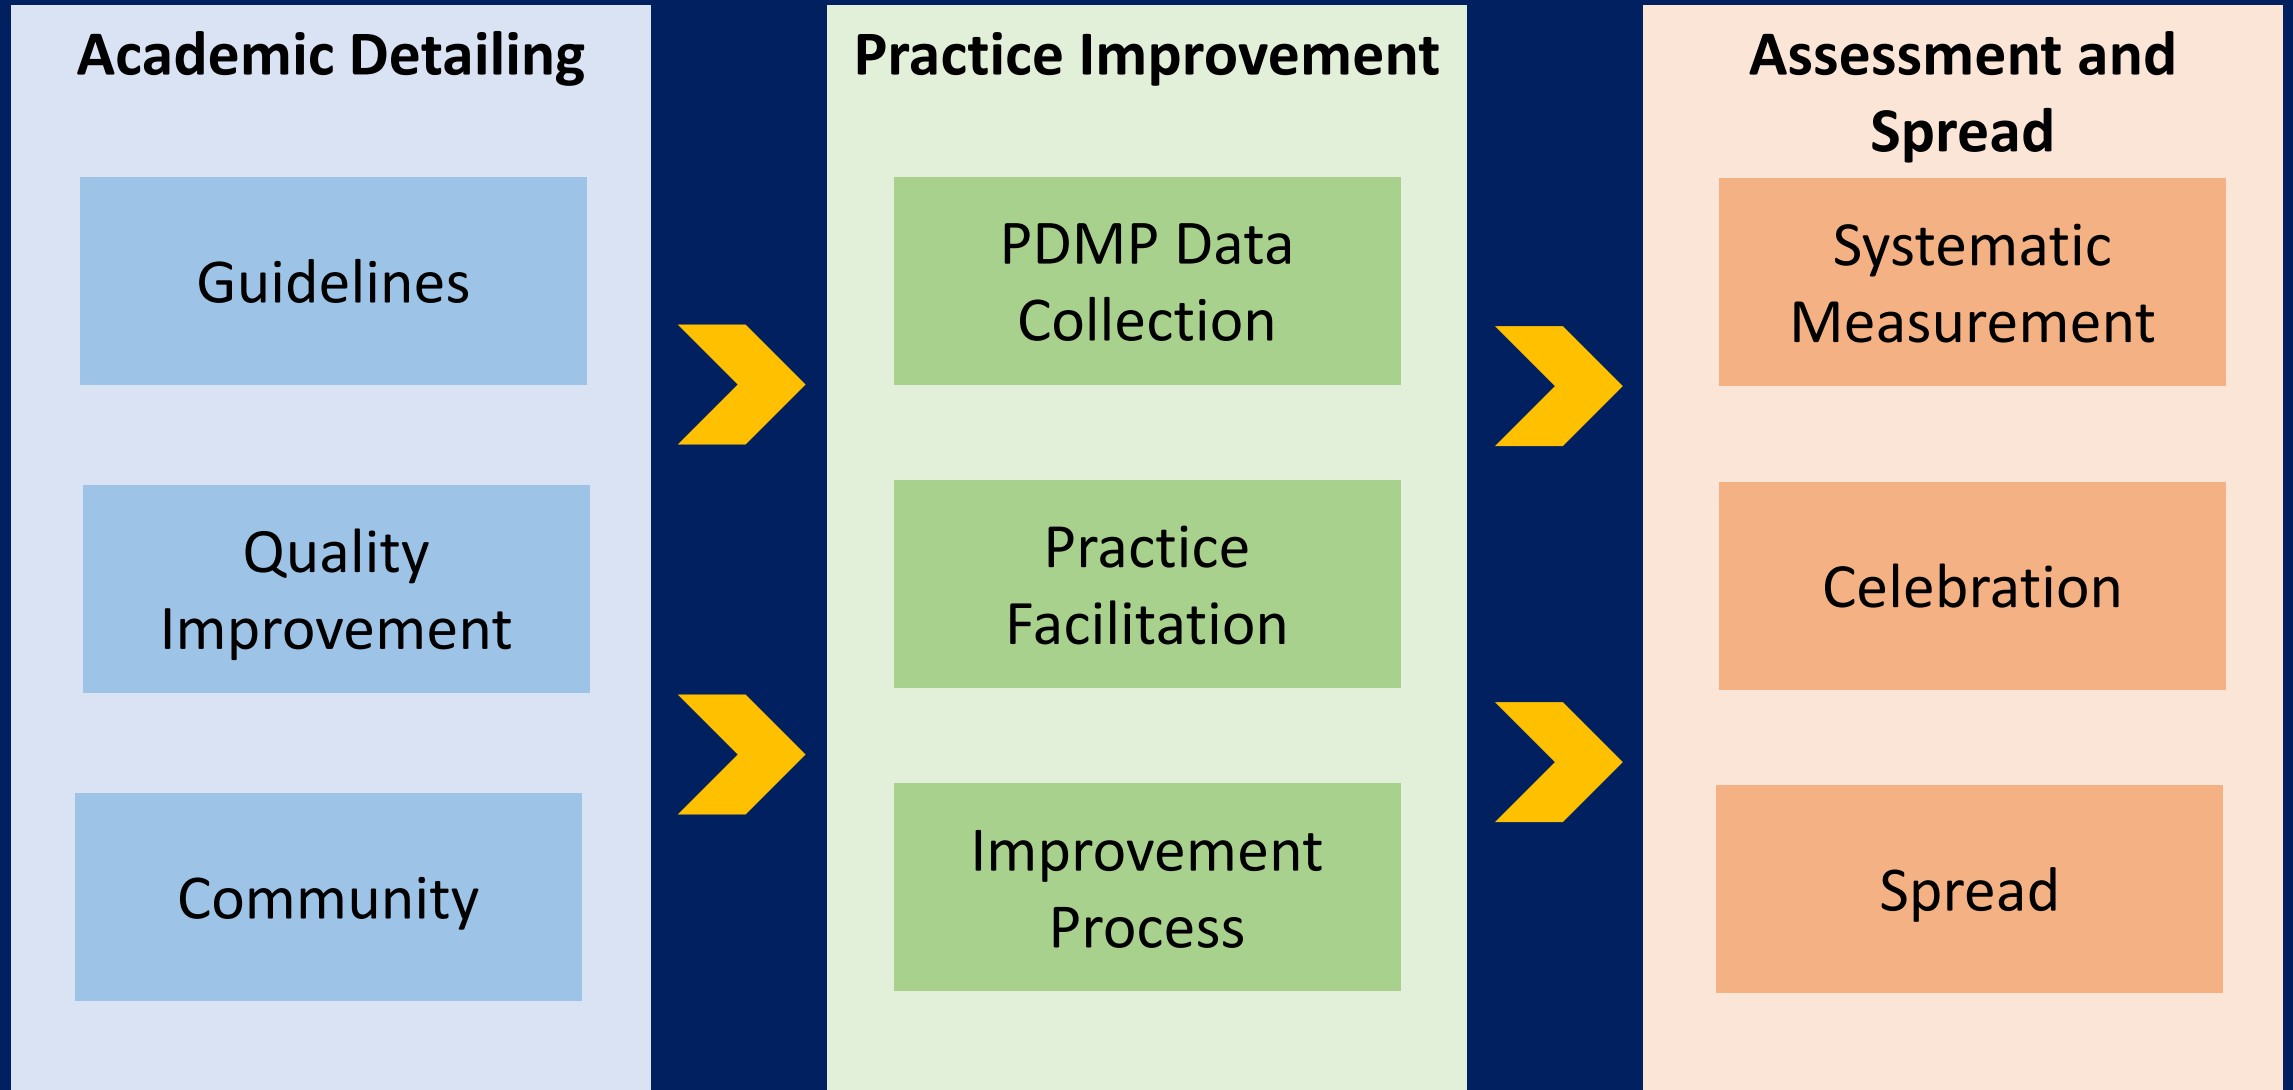 Academic Detailing
Guidelines
Quality
Improvement
Community
Practice Improvement
PDMP Data
Collection
Practice
Facilitation
Improvement
Process
Assessment and
Spread
Systematic
Measurement
Celebration
Spread